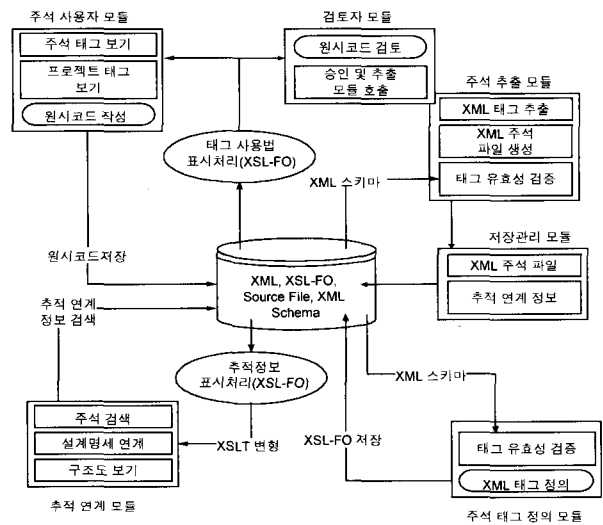 주석 사용자 모듈
주석 태그 보기
프로젝트 태그
보기
원시코드 작성
검토자 모듈
원시코드 검토
승인 및 추출
모듈 호출
주석 추출 모듈
XML 태그 추출
XML 주석
파일 생성
태그 유효성 검증
태그 사용법
표시처리(XSL-FO)
XML 스키마
원시코드저장
저장관리 모듈
XML 주석 파일
추적 연계 정보
XML, XSL-FO,
Source File, XML
Schema
추적 연계
정보 검색
추적정보
표시처리(XSL-FO)
XML 스키마
주석 검색
설계명세 연계
구조도 보기
추적 연계 모듈
XSLT 변형
XSL-FO 저장
태그 유효성 검증
XML 태그 정의
주석 태그 정의 모듈